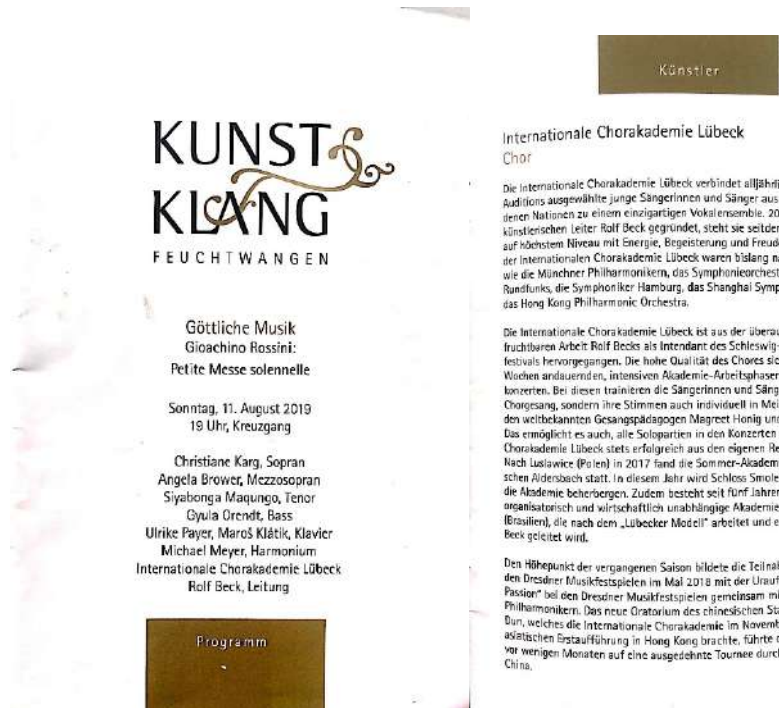 KUNST
&
KLANG
FEUCHTWANGEN
Göttliche Musik
Gioachino Rossini:
Petite Messe solennelle
Sonntag, 11. August 2019
19 Uhr, Kreuzgang
Christiane Karg, Sopran
Angela Brower, Mezzosopran
Siyabonga Maqungo, Tenor
Gyula Orendt, Bass
Ulrike Payer, Maroš Klátik, Klavier
Michael Meyer, Harmonium
Internationale Chorakademie Lübeck
Rolf Beck, Leitung
Programm
Künstler
Internationale Chorakademie Lübeck
Chor
Die Internationale Chorakademie Lübeck verbindet alljährli
Auditions ausgewählte junge Sängerinnen und Sänger aus
denen Nationen zu einem einzigartigen Vokalensemble. 20
künstlerischen Leiter Rolf Beck gegründet, steht sie seitder
auf höchstem Niveau mit Energie, Begeisterung und Freud
der Internationalen Chorakademie Lübeck waren bislang n
wie die Münchner Philharmonikern, das Symphonieorchest
Rundfunks, die Symphoniker Hamburg, das Shanghai Symp
das Hong Kong Philharmonic Orchestra.
Die Internationale Chorakademie Lübeck ist aus der überau
fruchtbaren Arbeit Rolf Becks als Intendant des Schleswig-
festivals hervorgegangen. Die hohe Qualität des Chores sic
Wochen andauernden, intensiven Akademie-Arbeitsphasen
konzerten. Bei diesen trainieren die Sängerinnen und Säng
Chorgesang, sondern ihre Stimmen auch individuell in Mei
den weltbekannten Gesangspädagogen Magreet Honig und
Das ermöglicht es auch, alle Solopartien in den Konzerten
Chorakademie Lübeck stets erfolgreich aus den eigenen Re
Nach Luslawice (Polen) in 2017 fand die Sommer-Akadem
schen Aldersbach statt. In diesem Jahr wird Schloss Smole
die Akademie beherbergen. Zudem besteht seit fünf Jahren
organisatorisch und wirtschaftlich unabhängige Akademie
(Brasilien), die nach dem „Lübecker Modell" arbeitet und e
Beck geleitet wird.
Den Höhepunkt der vergangenen Saison bildete die Teilnah
den Dresdner Musikfestspielen im Mai 2018 mit der Urauf
Passion" bei den Dresdner Musikfestspielen gemeinsam mi
Philharmonikern. Das neue Oratorium des chinesischen Sta
Dun, welches die Internationale Chorakademie im Novemb
asiatischen Erstaufführung in Hong Kong brachte, führte d
vor wenigen Monaten auf eine ausgedehnte Tournee durch
China.